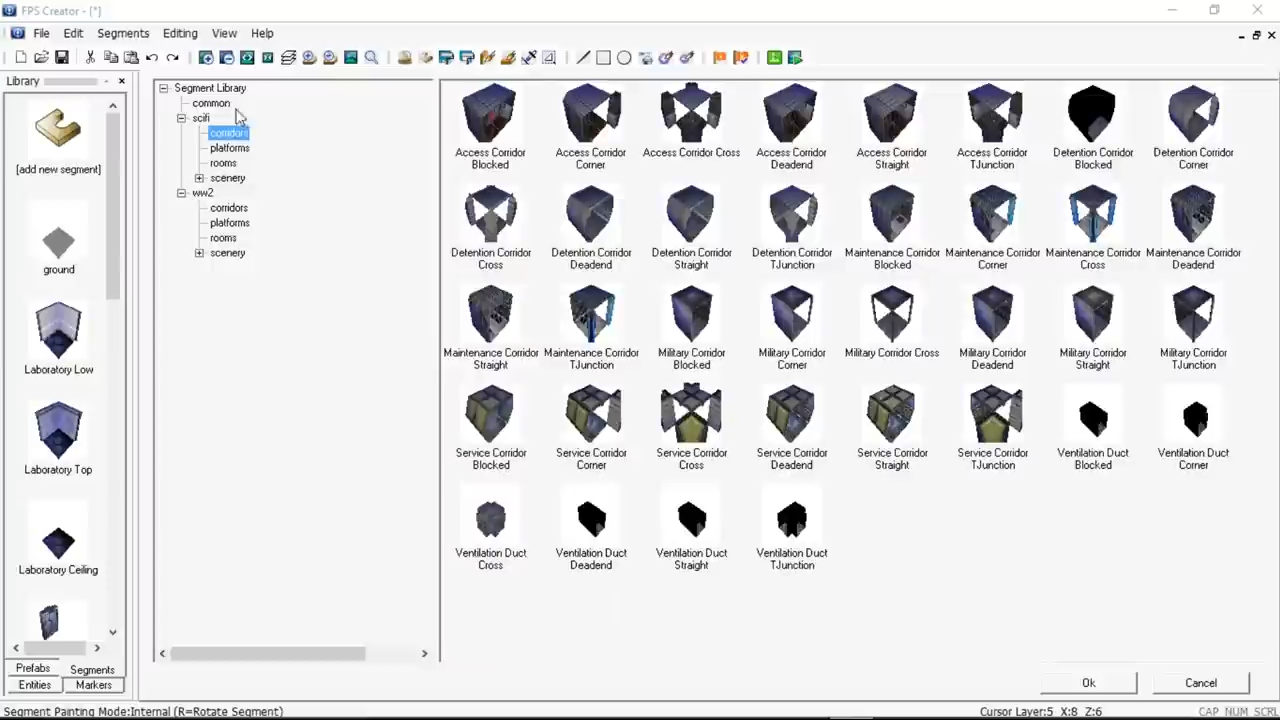 FPS Creator - [*]
File Edit Segments Editing View Help
Library
[add new segment]
ground
Laboratory Low
Laboratory Top
Laboratory Ceiling
Prefabs Segments
Entities Markers
Segment Library
common
scifi
corridors
platforms
rooms
scenery
ww2
corridors
platforms
rooms
scenery
Access Corridor
Blocked
Access Corridor
Corner
Access Corridor Cross
Access Corridor
Deadend
Access Corridor
Straight
Access Corridor
TJunction
Detention Corridor
Blocked
Detention Corridor
Corner
Detention Corridor
Cross
Detention Corridor
Deadend
Detention Corridor
Straight
Detention Corridor
TJunction
Maintenance Corridor
Blocked
Maintenance Corridor
Corner
Maintenance Corridor
Cross
Maintenance Corridor
Deadend
Maintenance Corridor
Straight
Maintenance Corridor
TJunction
Military Corridor
Blocked
Military Corridor
Corner
Military Corridor Cross
Military Corridor
Deadend
Military Corridor
Straight
Military Corridor
TJunction
Service Corridor
Blocked
Service Corridor
Corner
Service Corridor
Cross
Service Corridor
Deadend
Service Corridor
Straight
Service Corridor
TJunction
Ventilation Duct
Blocked
Ventilation Duct
Corner
Ventilation Duct
Cross
Ventilation Duct
Deadend
Ventilation Duct
Straight
Ventilation Duct
TJunction
Ok Cancel
Segment Painting Mode:Internal (R=Rotate Segment) Cursor Layer:5 X:8 Z:6 CAP NUM SCRL